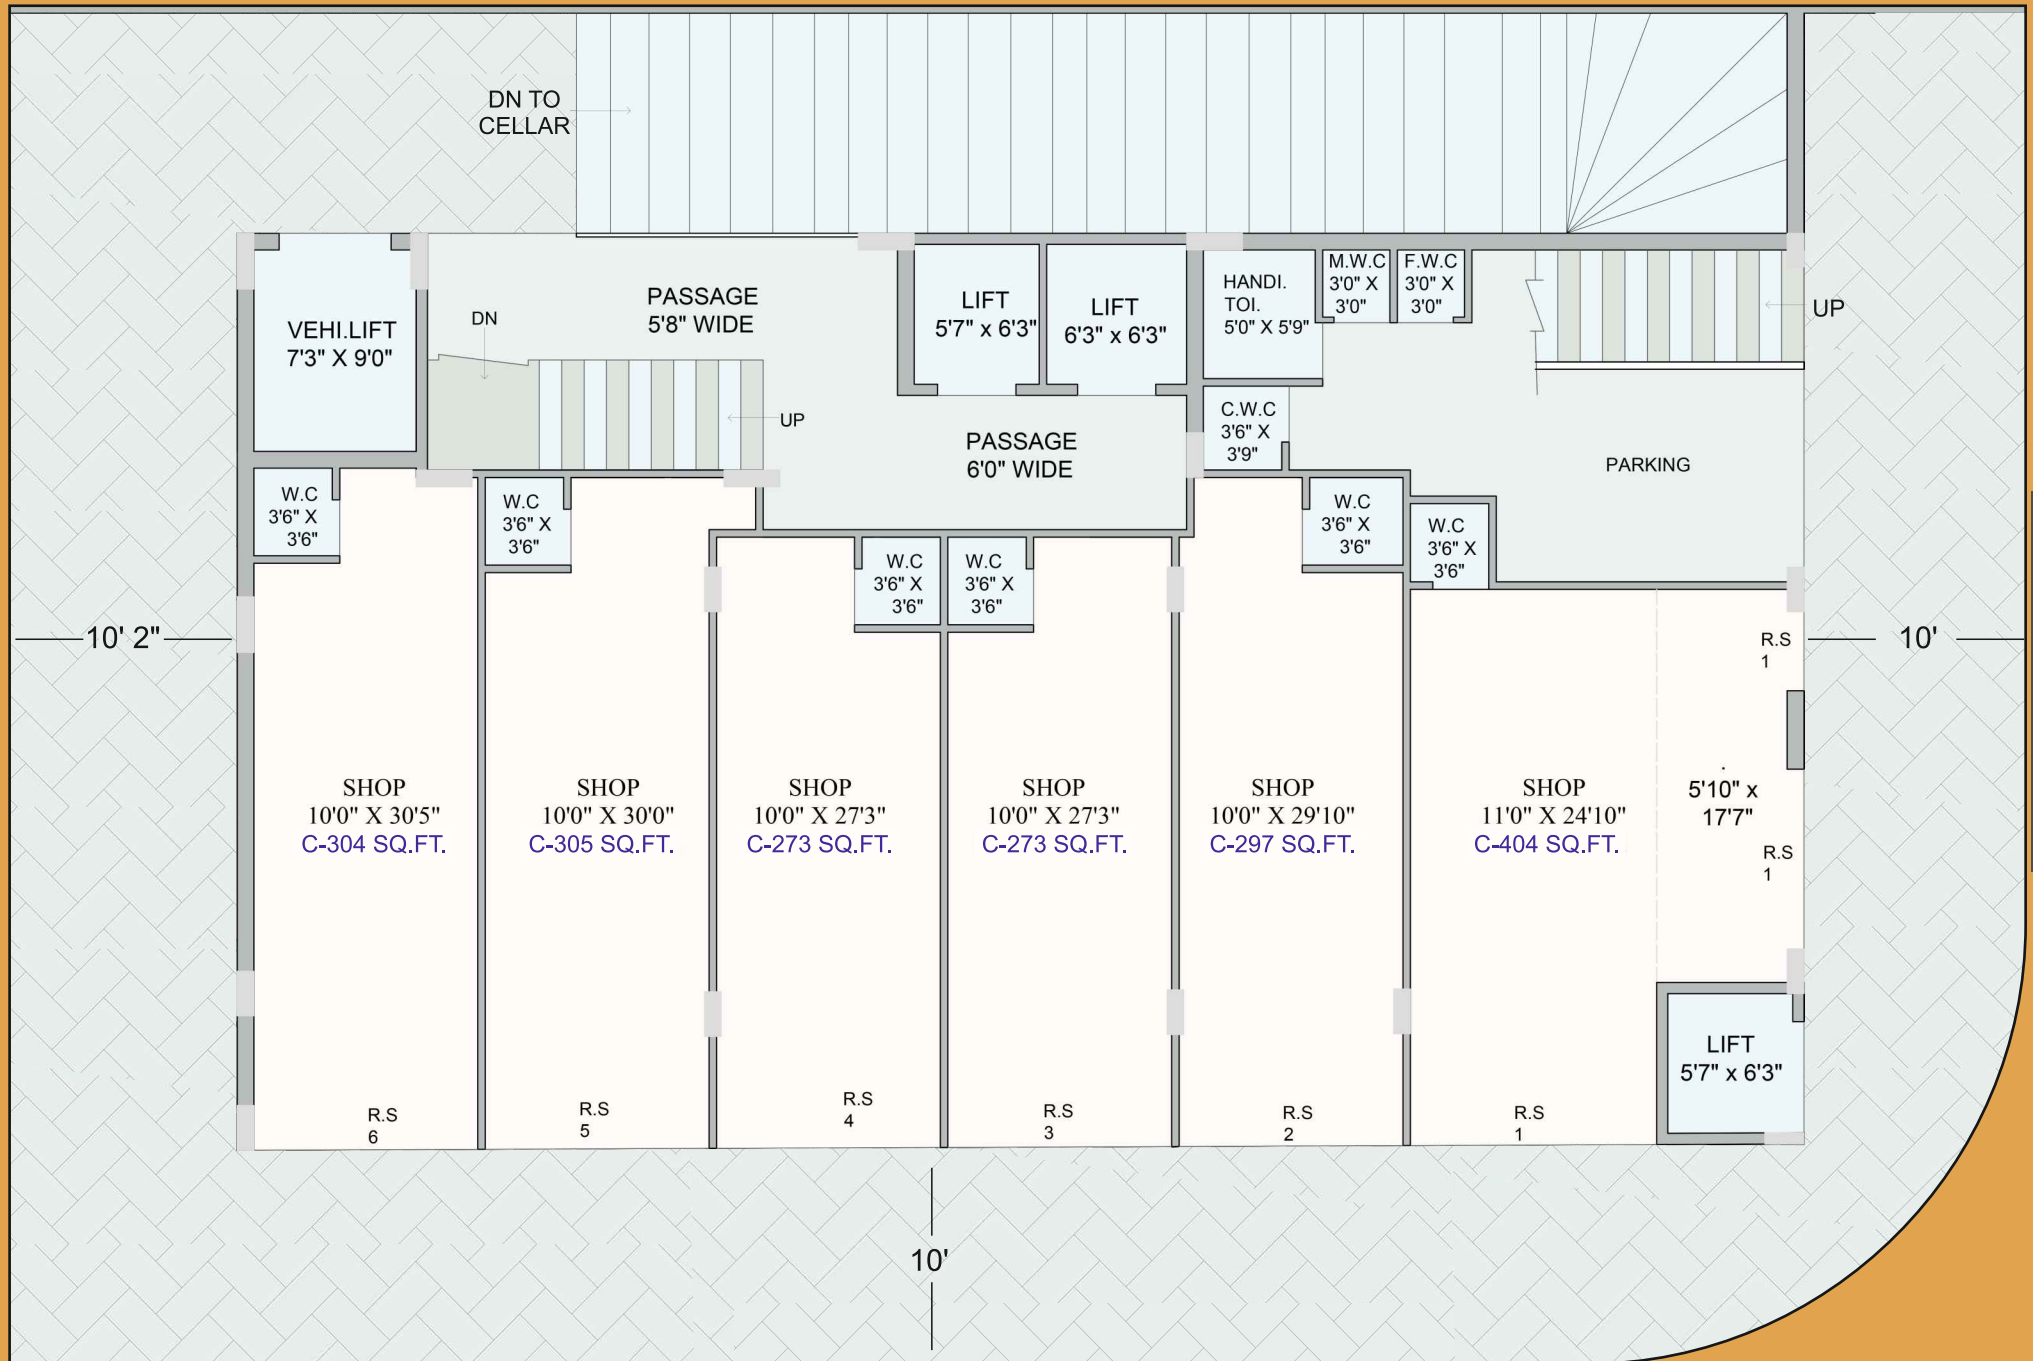 DN TO
CELLAR
VEHI.LIFT
7'3" X 9'0"
DN
PASSAGE
5'8" WIDE
UP
LIFT
5'7" x 6'3"
LIFT
6'3" x 6'3"
PASSAGE
6'0" WIDE
HANDI.
TOI.
5'0" X 5'9"
M.W.C
3'0" X
3'0"
F.W.C
3'0" X
3'0"
UP
C.W.C
3'6" X
3'9"
PARKING
W.C
3'6" X
3'6"
W.C
3'6" X
3'6"
W.C
3'6" X
3'6"
W.C
3'6" X
3'6"
W.C
3'6" X
3'6"
W.C
3'6" X
3'6"
10' 2"
R.S
1
10'
SHOP
10'0" X 30'5"
C-304 SQ.FT.
SHOP
10'0" X 30'0"
C-305 SQ.FT.
SHOP
10'0" X 27'3"
C-273 SQ.FT.
SHOP
10'0" X 27'3"
C-273 SQ.FT.
SHOP
10'0" X 29'10"
C-297 SQ.FT.
SHOP
11'0" X 24'10"
C-404 SQ.FT.
5'10" x
17'7"
R.S
1
LIFT
5'7" x 6'3"
R.S
6
R.S
5
R.S
4
R.S
3
R.S
2
R.S
1
10'